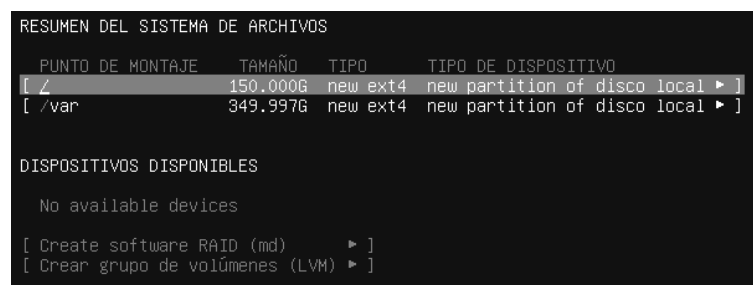 RESUMEN DEL SISTEMA DE ARCHIVOS
PUNTO DE MONTAJE TAMAÑO TIPO TIPO DE DISPOSITIVO
[ / 150.000G new ext4 new partition of disco local ▸ ]
[ /var 349.997G new ext4 new partition of disco local ▸ ]
DISPOSITIVOS DISPONIBLES
No available devices
[ Create software RAID (md) ▸ ]
[ Crear grupo de volúmenes (LVM) ▸ ]